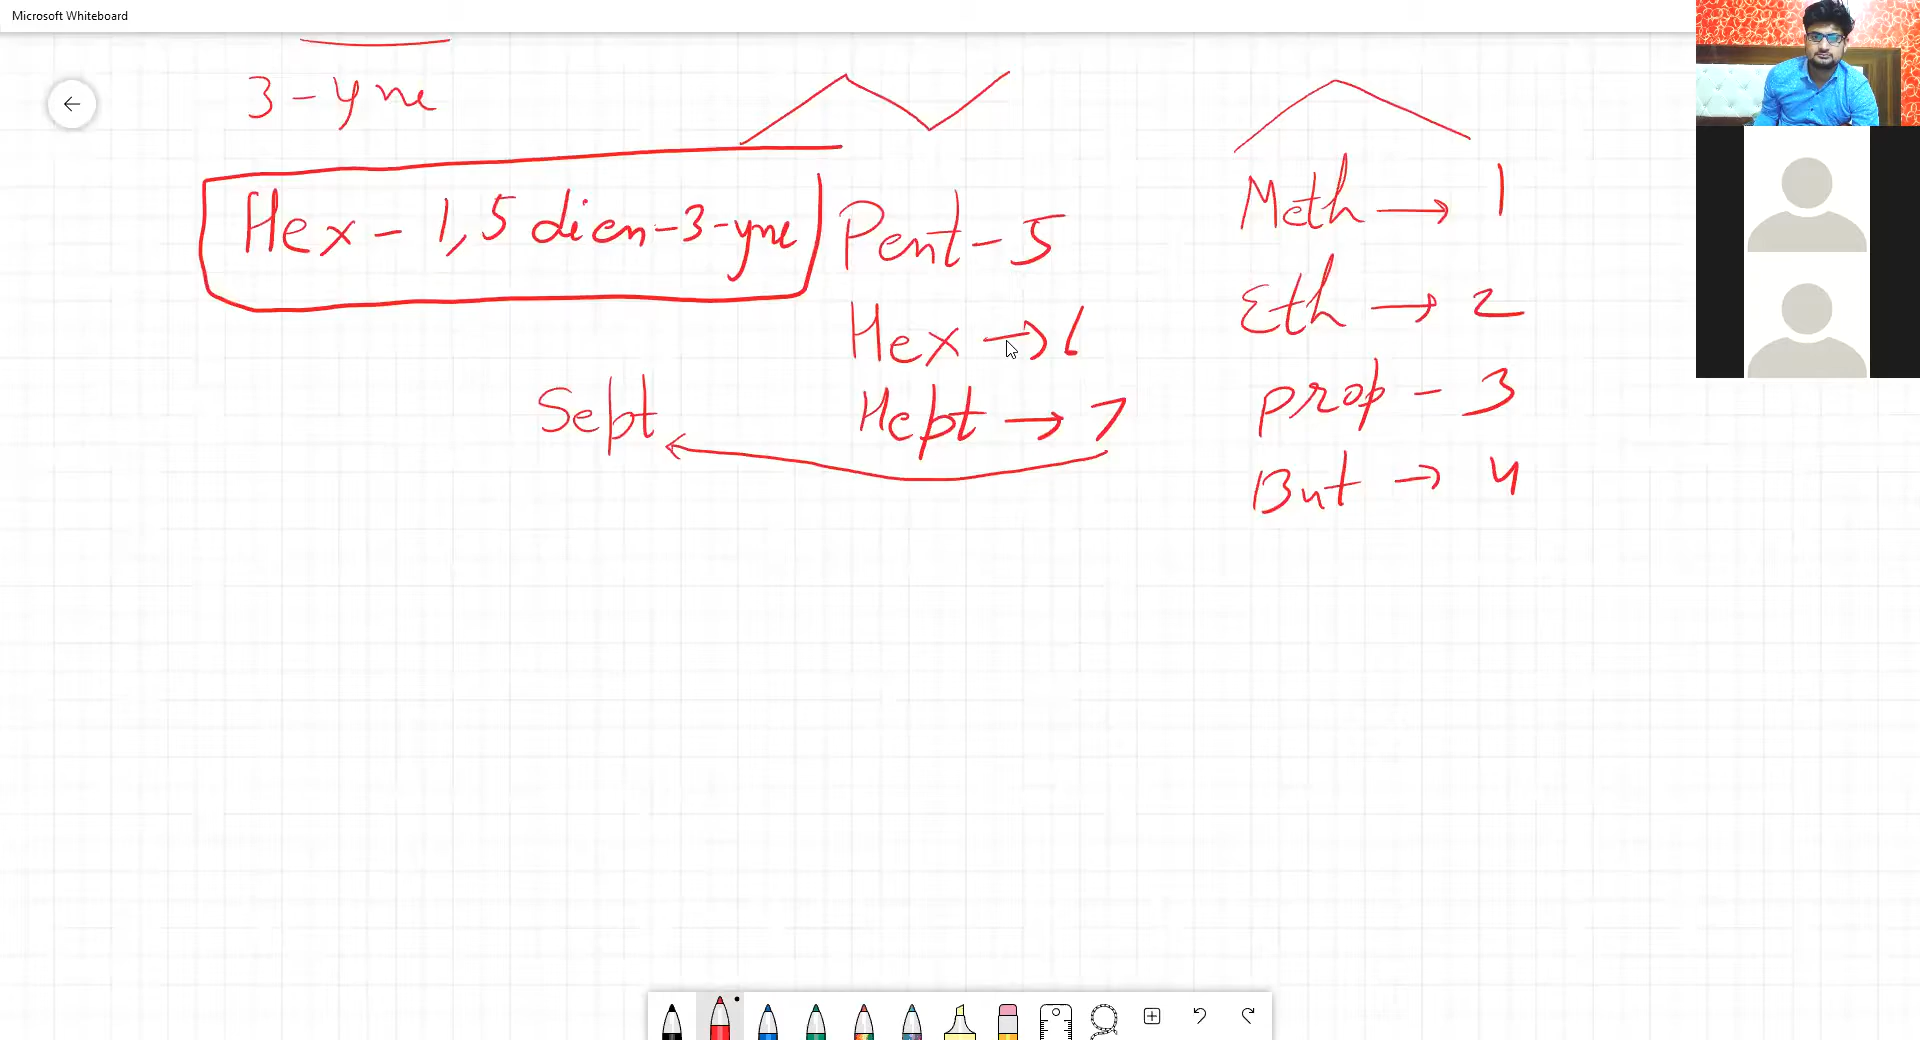 Microsoft Whiteboard
3-yne
Hex - 1,5 dien-3-yne
Pent - 5
Hex → 6
Hept → 7
Sept
Meth → 1
Eth → 2
prop - 3
But → 4